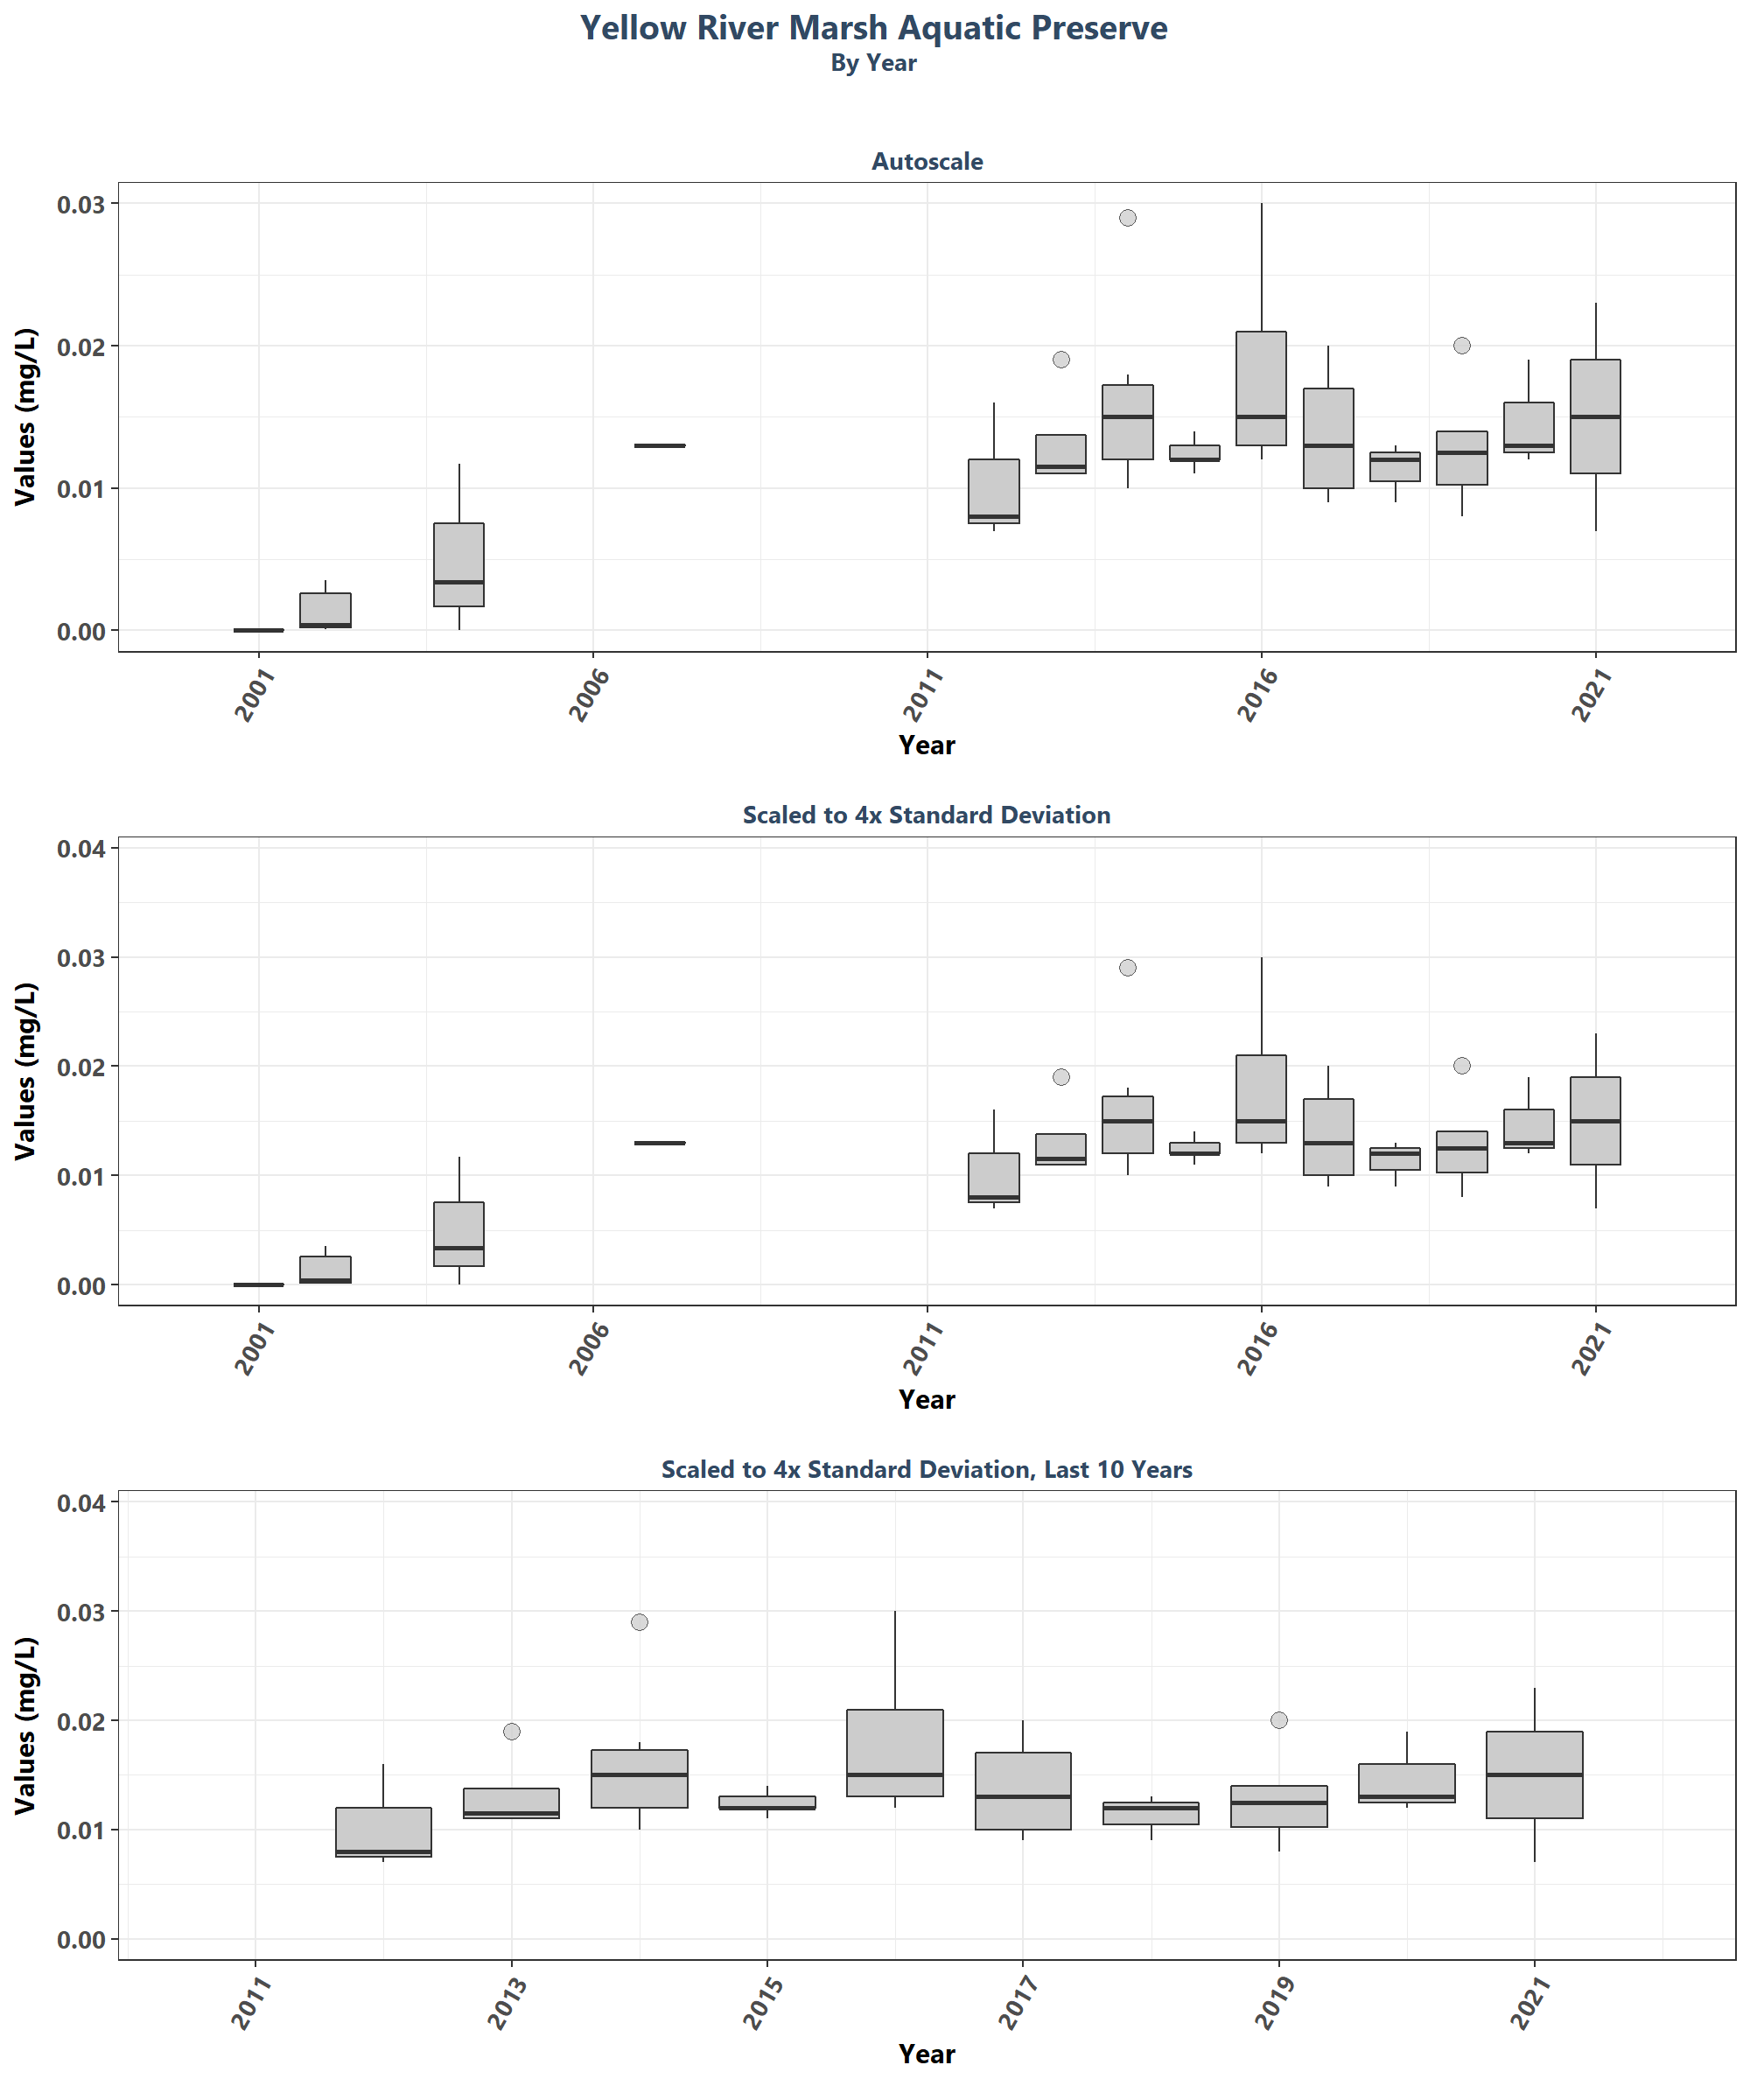 Yellow River Marsh Aquatic Preserve
By Year
Autoscale
Values (mg/L)
0.03
0.02
0.01
0.00
2001
2006
2011
2016
2021
Year
Scaled to 4x Standard Deviation
Values (mg/L)
0.04
0.03
0.02
0.01
0.00
2001
2006
2011
2016
2021
Year
Scaled to 4x Standard Deviation, Last 10 Years
Values (mg/L)
0.04
0.03
0.02
0.01
0.00
2011
2013
2015
2017
2019
2021
Year